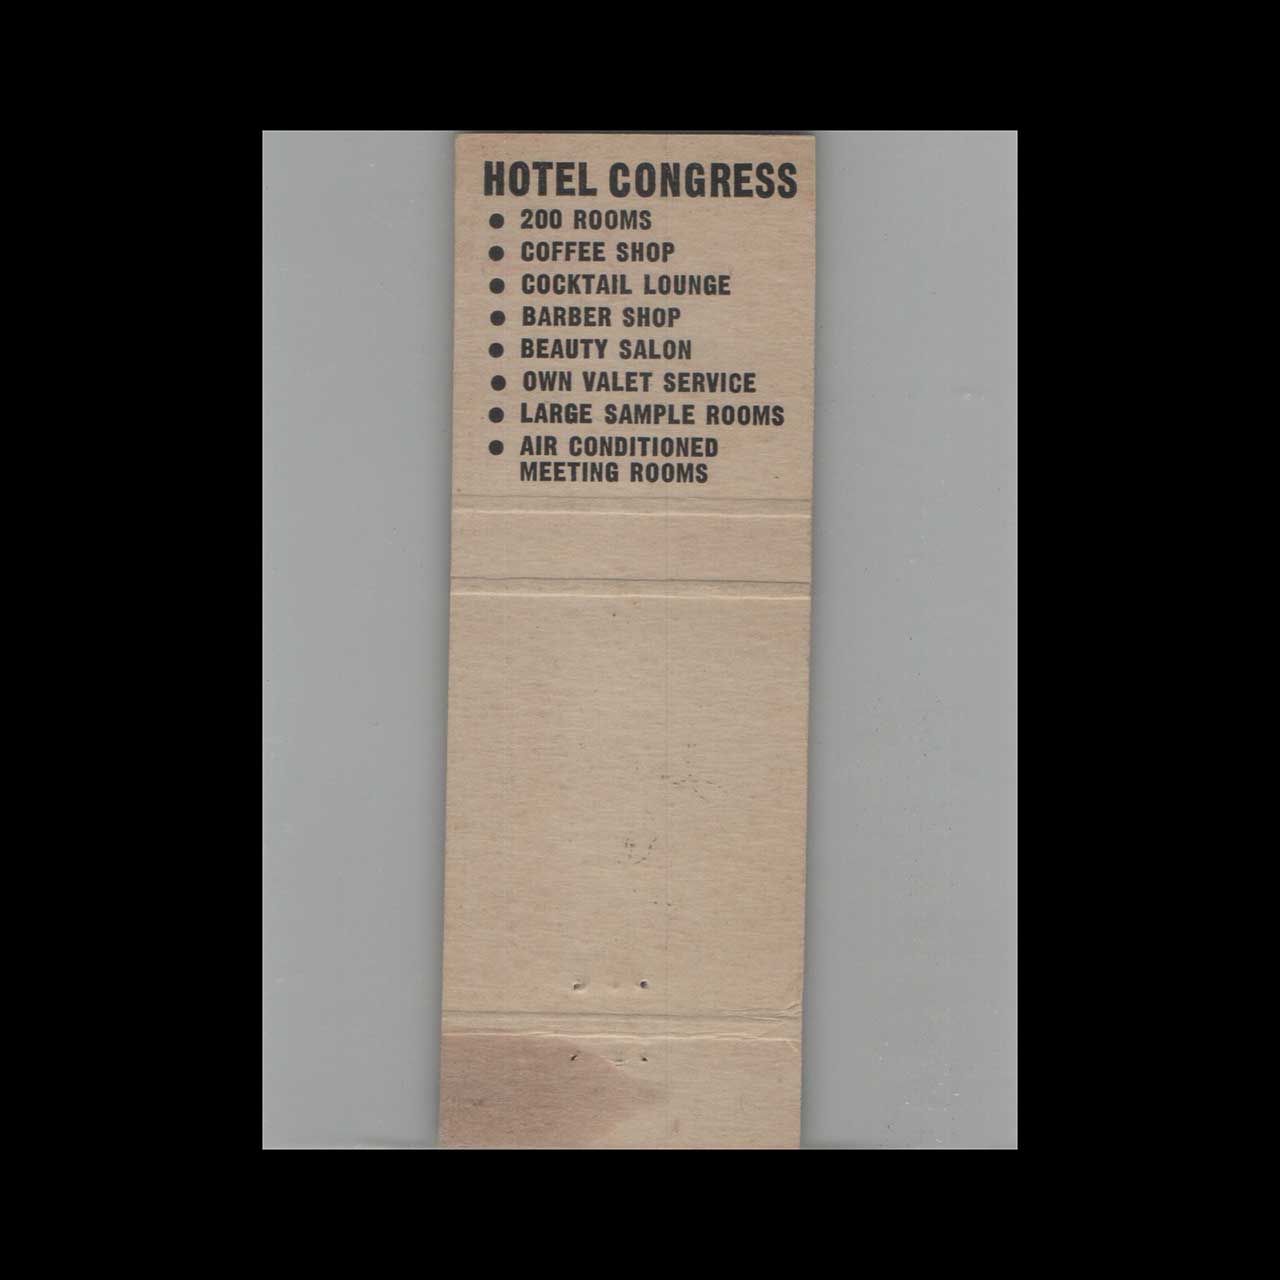 HOTEL CONGRESS
● 200 ROOMS
● COFFEE SHOP
● COCKTAIL LOUNGE
● BARBER SHOP
● BEAUTY SALON
● OWN VALET SERVICE
● LARGE SAMPLE ROOMS
● AIR CONDITIONED
MEETING ROOMS